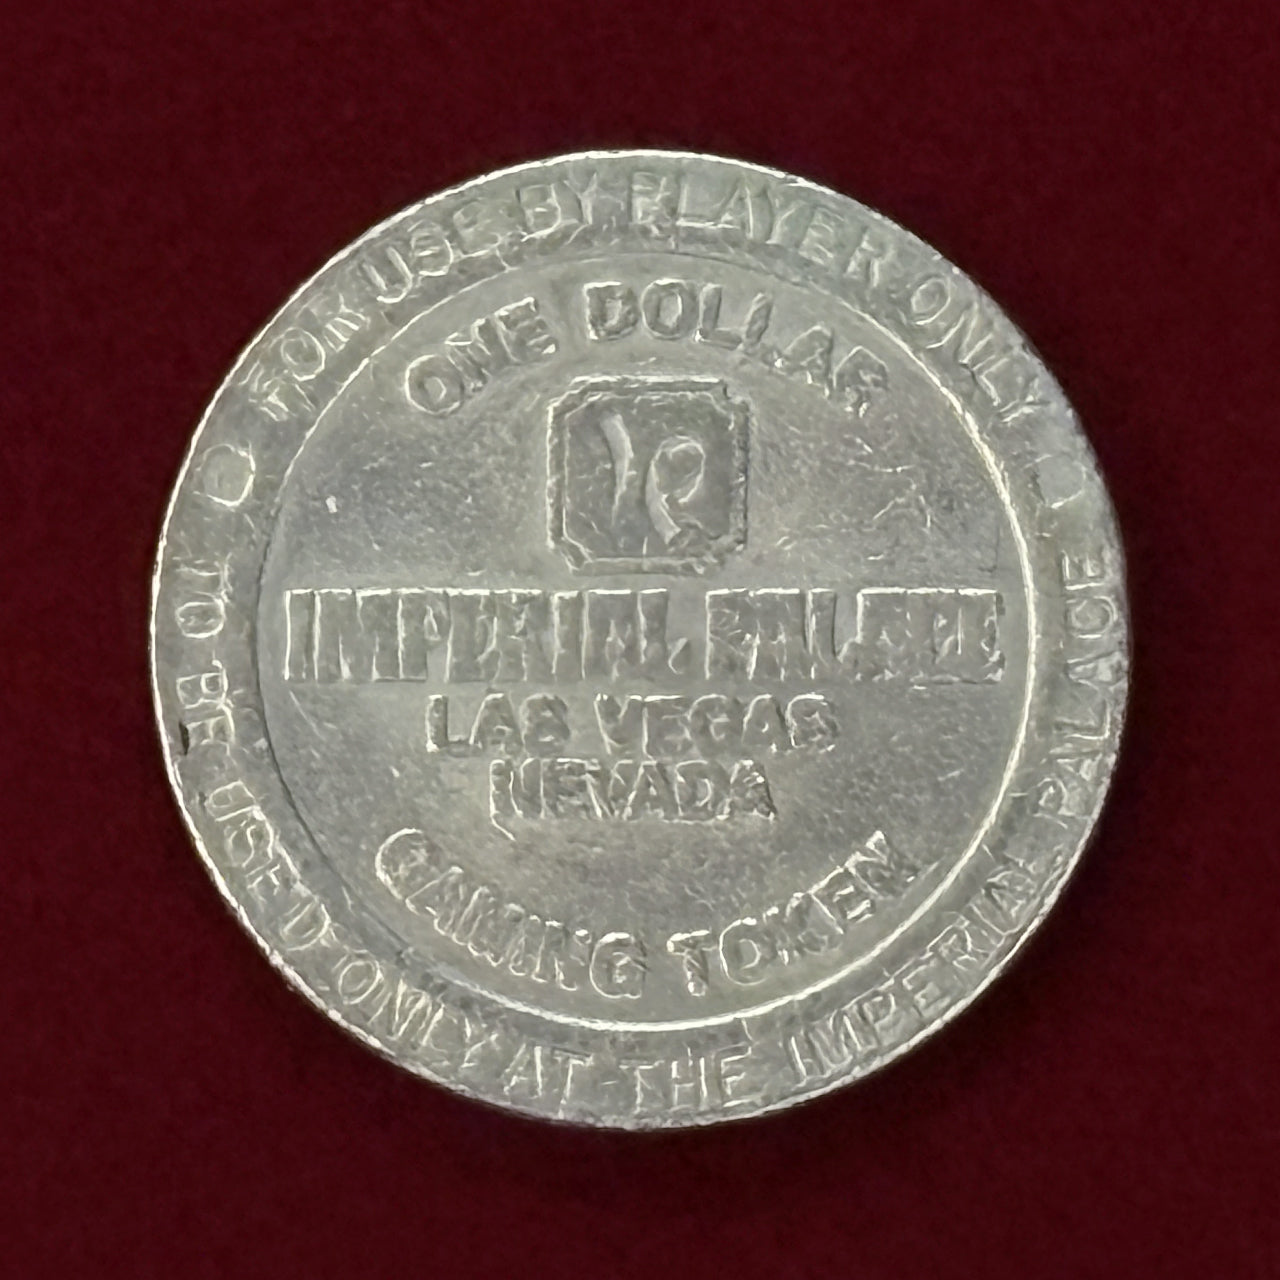 FOR USE BY PLAYER ONLY
ONE DOLLAR
IP
IMPERIAL PALACE
LAS VEGAS
NEVADA
GAMING TOKEN
TO BE USED ONLY AT THE IMPERIAL PALACE